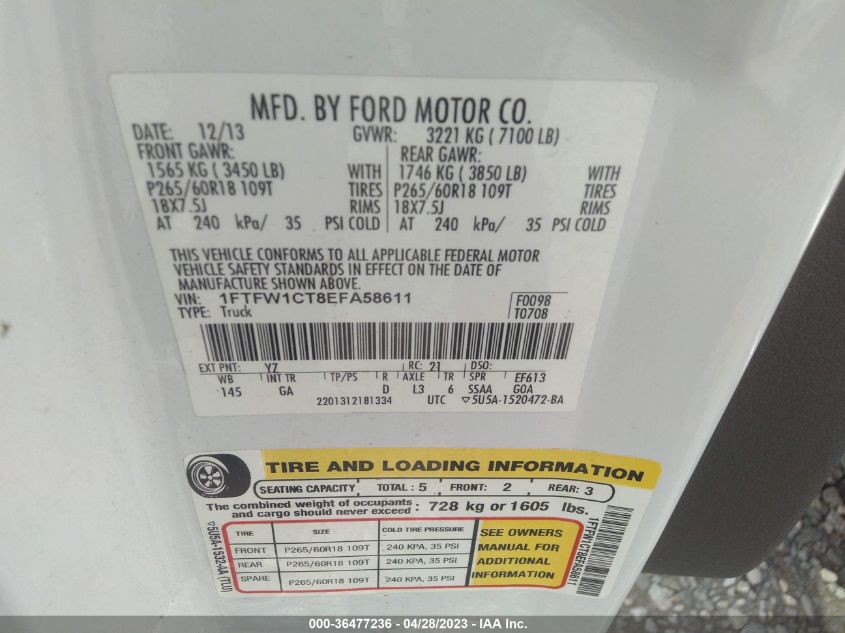 MFD. BY FORD MOTOR CO.
DATE: 12/13 GVWR: 3221 KG ( 7100 LB)
FRONT GAWR: REAR GAWR:
1565 KG ( 3450 LB) WITH 1746 KG ( 3850 LB) WITH
P265/60R18 109T TIRES P265/60R18 109T TIRES
18X7.5J RIMS 18X7.5J RIMS
AT 240 kPa/ 35 PSI COLD AT 240 kPa/ 35 PSI COLD
THIS VEHICLE CONFORMS TO ALL APPLICABLE FEDERAL MOTOR
VEHICLE SAFETY STANDARDS IN EFFECT ON THE DATE OF
MANUFACTURE SHOWN ABOVE.
VIN: 1FTFW1CT8EFA58611 F0098
TYPE: Truck T0708
EXT PNT: YZ RC: 21 DSO:
WB INT TR TP/PS R AXLE TR SPR EF613
145 GA D L3 6 SSAA GOA
2201312181334 UTC ▽5U5A-1520472-BA
TIRE AND LOADING INFORMATION
SEATING CAPACITY TOTAL : 5 FRONT: 2 REAR: 3
The combined weight of occupants
and cargo should never exceed : 728 kg or 1605 lbs.
TIRE SIZE COLD TIRE PRESSURE
FRONT P265/60R18 109T 240 KPA, 35 PSI
REAR P265/60R18 109T 240 KPA, 35 PSI
SPARE P265/60R18 109T 240 KPA, 35 PSI
SEE OWNERS
MANUAL FOR
ADDITIONAL
INFORMATION
▽5U5A-1532-AA (TLU)
1FTFW1CT8EFA58611
000-36477236 - 04/28/2023 - IAA Inc.